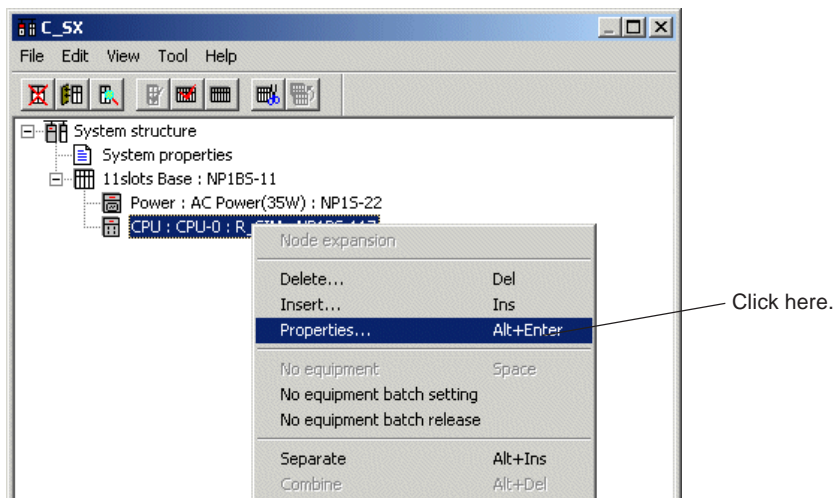 C_SX
File Edit View Tool Help
System structure
System properties
11slots Base : NP1BS-11
Power : AC Power(35W) : NP1S-22
CPU : CPU-0 :
Node expansion
Delete... Del
Insert... Ins
Properties... Alt+Enter
Click here.
No equipment Space
No equipment batch setting
No equipment batch release
Separate Alt+Ins
Combine Alt+Del